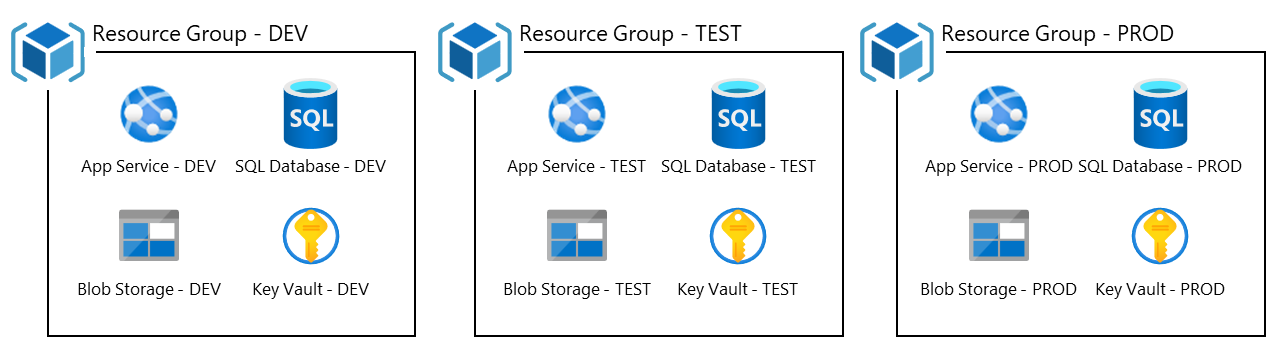 Resource Group - DEV
SQL
App Service - DEV
SQL Database - DEV
Blob Storage - DEV
Key Vault - DEV
Resource Group - TEST
SQL
App Service - TEST
SQL Database - TEST
Blob Storage - TEST
Key Vault - TEST
Resource Group - PROD
SQL
App Service - PROD
SQL Database - PROD
Blob Storage - PROD
Key Vault - PROD